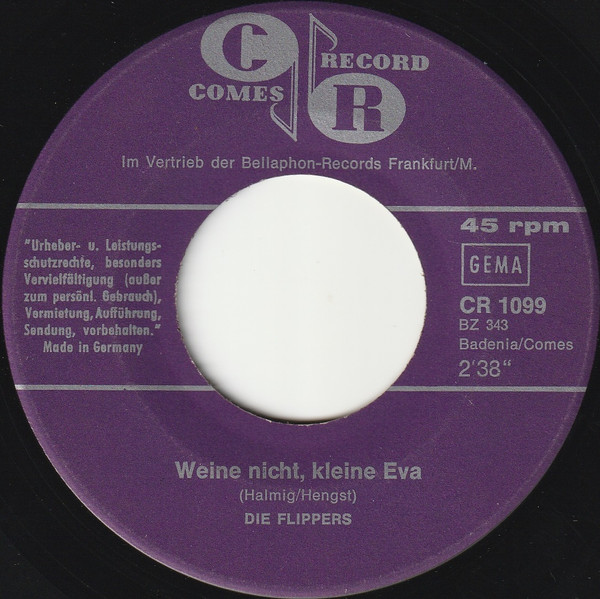 C RECORD
COMES R
Im Vertrieb der Bellaphon-Records Frankfurt/M.
"Urheber- u. Leistungs-
schutzrechte, besonders
Vervielfältigung (außer
zum persönl. Gebrauch),
Vermietung, Aufführung,
Sendung, vorbehalten."
Made in Germany
45 rpm
GEMA
CR 1099
BZ 343
Badenia/Comes
2'38"
Weine nicht, kleine Eva
(Halmig/Hengst)
DIE FLIPPERS